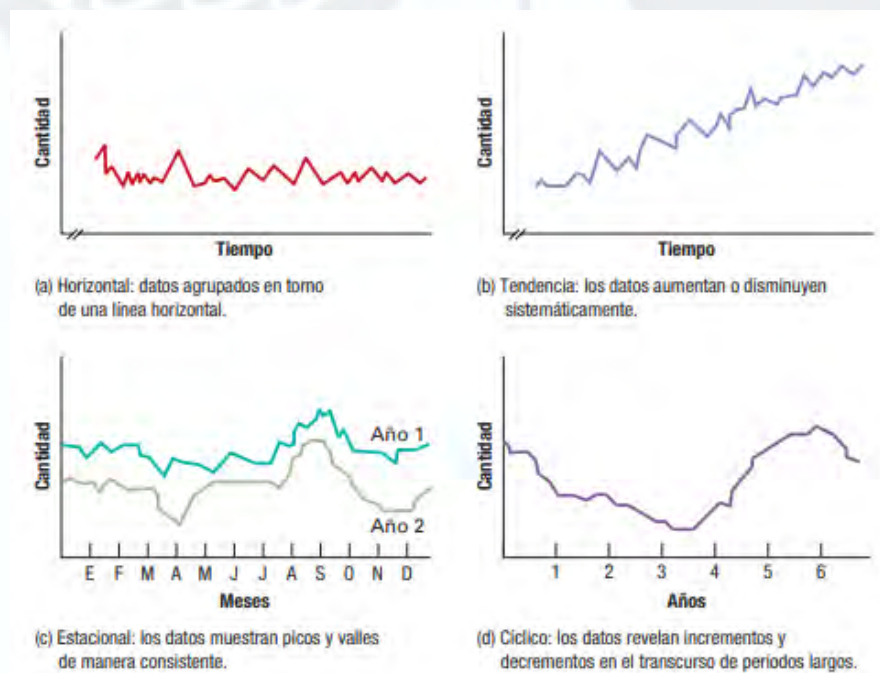 Cantidad
Tiempo
(a) Horizontal: datos agrupados en torno
de una línea horizontal.
Cantidad
Tiempo
(b) Tendencia: los datos aumentan o disminuyen
sistemáticamente.
Cantidad
Año 1
Año 2
E F M A M J J A S O N D
Meses
(c) Estacional: los datos muestran picos y valles
de manera consistente.
Cantidad
1 2 3 4 5 6
Años
(d) Cíclico: los datos revelan incrementos y
decrementos en el transcurso de periodos largos.